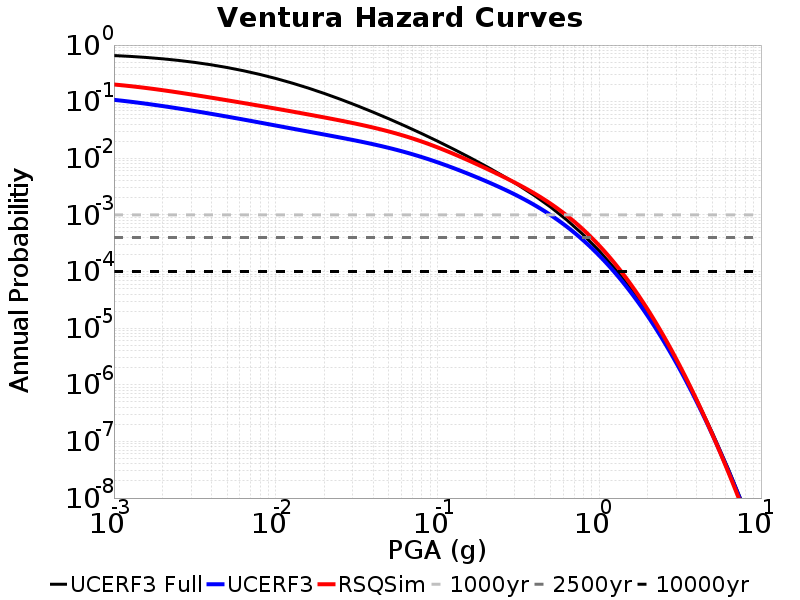 Ventura Hazard Curves
Annual Probabilitiy
10^0
10^-1
10^-2
10^-3
10^-4
10^-5
10^-6
10^-7
10^-8
10^-3 10^-2 10^-1 10^0 10^1
PGA (g)
UCERF3 Full UCERF3 RSQSim 1000yr 2500yr 10000yr